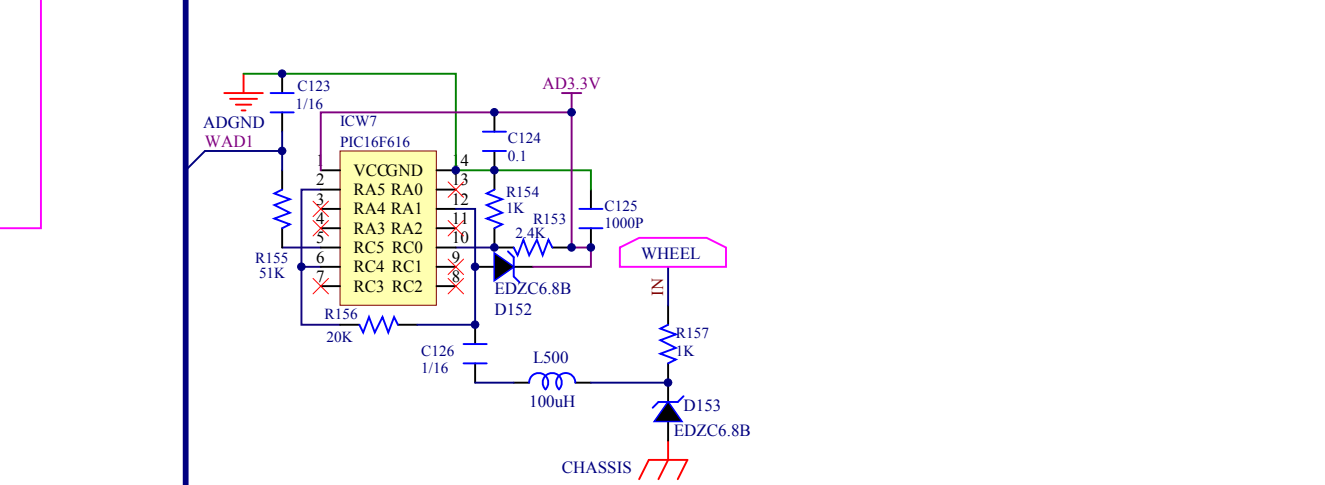 AD3.3V
C123
1/16
ADGND
WAD1
ICW7
PIC16F616
C124
0.1
1
VCC
GND
14
2
RA5
RA0
13
3
RA4
RA1
12
4
RA3
RA2
11
5
RC5
RC0
10
6
RC4
RC1
9
7
RC3
RC2
8
R154
1K
R153
2.4K
C125
1000P
R155
51K
EDZC6.8B
D152
WHEEL
IN
R156
20K
R157
1K
C126
1/16
L500
100uH
D153
EDZC6.8B
CHASSIS